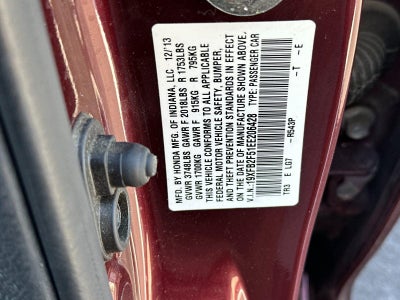 MFD. BY HONDA MFG. OF INDIANA, LLC 12/13
GVWR 3748LBS GAWR F 2018LBS R 1753LBS
GVWR 1700KG GAWR F 915KG R 795KG
THIS VEHICLE CONFORMS TO ALL APPLICABLE
FEDERAL MOTOR VEHICLE SAFETY, BUMPER,
AND THEFT PREVENTION STANDARDS IN EFFECT
ON THE DATE OF MANUFACTURE SHOWN ABOVE.
V.I.N.:19XFB2F51EE206428 TYPE: PASSENGER CAR
TR3 E LG7 - R543P -T -E